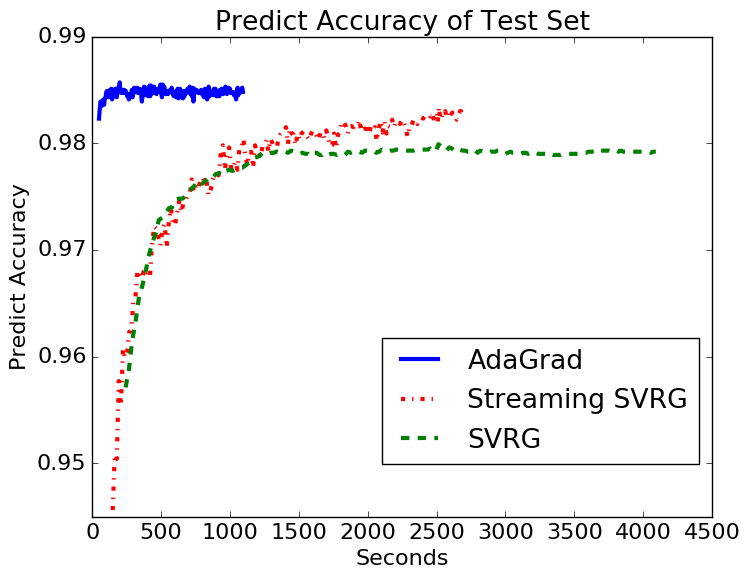 Predict Accuracy of Test Set
0.99
0.98
0.97
0.96
0.95
Predict Accuracy
AdaGrad
Streaming SVRG
SVRG
0 500 1000 1500 2000 2500 3000 3500 4000 4500
Seconds